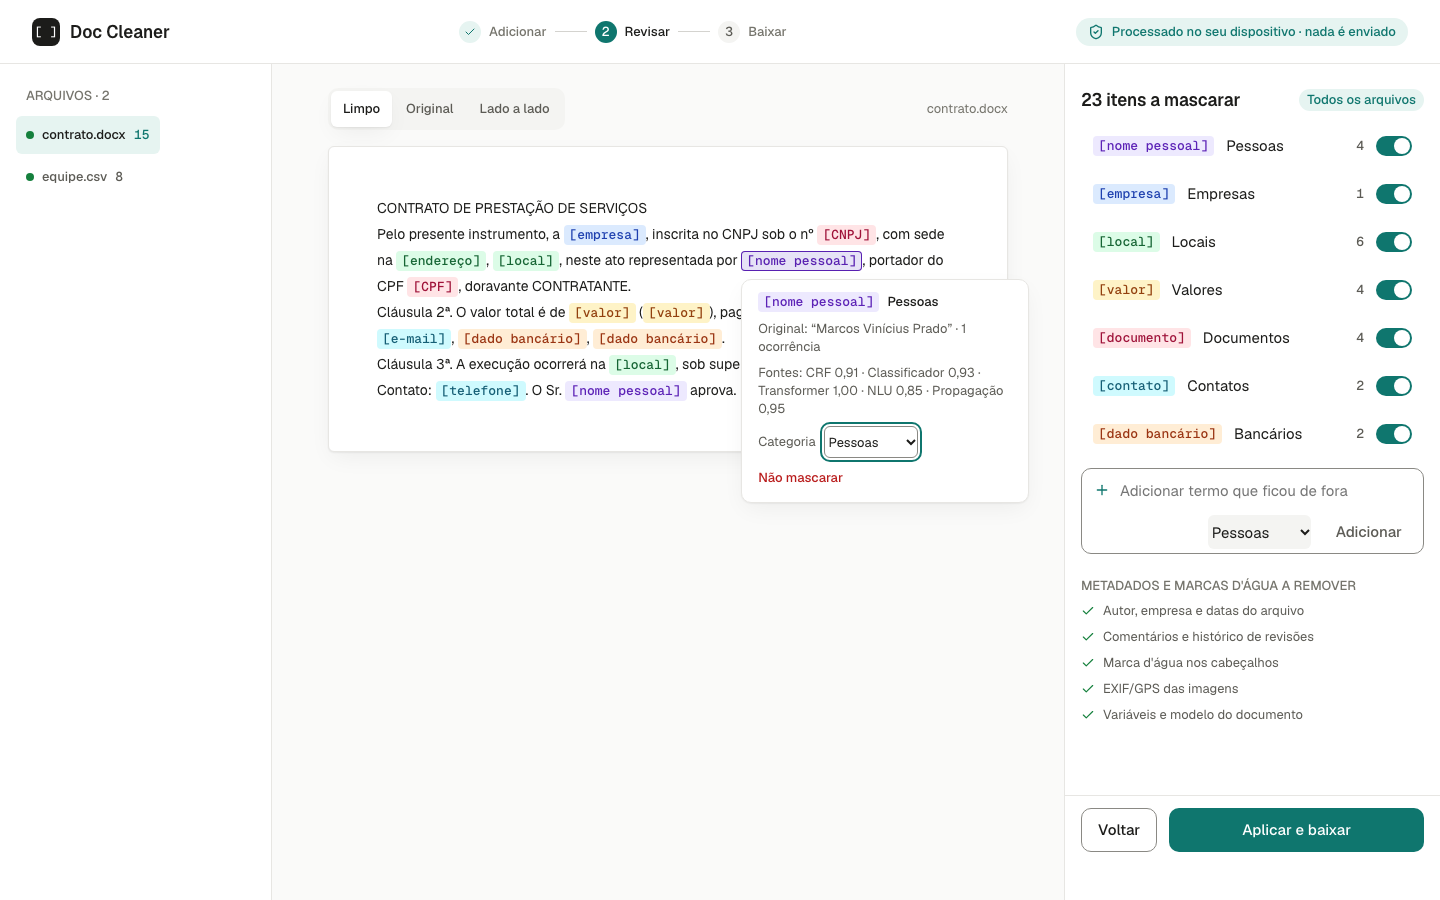 [ ] Doc Cleaner
Adicionar
2 Revisar
3 Baixar
Processado no seu dispositivo · nada é enviado
ARQUIVOS · 2
contrato.docx 15
equipe.csv 8
Limpo Original Lado a lado
contrato.docx
CONTRATO DE PRESTAÇÃO DE SERVIÇOS
Pelo presente instrumento, a [empresa], inscrita no CNPJ sob o nº [CNPJ], com sede
na [endereço], [local], neste ato representada por [nome pessoal], portador do
CPF [CPF], doravante CONTRATANTE.
Cláusula 2ª. O valor total é de [valor] ([valor]), pag
[e-mail], [dado bancário], [dado bancário].
Cláusula 3ª. A execução ocorrerá na [local], sob supe
Contato: [telefone]. O Sr. [nome pessoal] aprova.
[nome pessoal] Pessoas
Original: “Marcos Vinícius Prado” · 1
ocorrência
Fontes: CRF 0,91 · Classificador 0,93 ·
Transformer 1,00 · NLU 0,85 · Propagação
0,95
Categoria Pessoas
Não mascarar
23 itens a mascarar
Todos os arquivos
[nome pessoal] Pessoas 4
[empresa] Empresas 1
[local] Locais 6
[valor] Valores 4
[documento] Documentos 4
[contato] Contatos 2
[dado bancário] Bancários 2
+ Adicionar termo que ficou de fora
Pessoas Adicionar
METADADOS E MARCAS D'ÁGUA A REMOVER
Autor, empresa e datas do arquivo
Comentários e histórico de revisões
Marca d'água nos cabeçalhos
EXIF/GPS das imagens
Variáveis e modelo do documento
Voltar
Aplicar e baixar